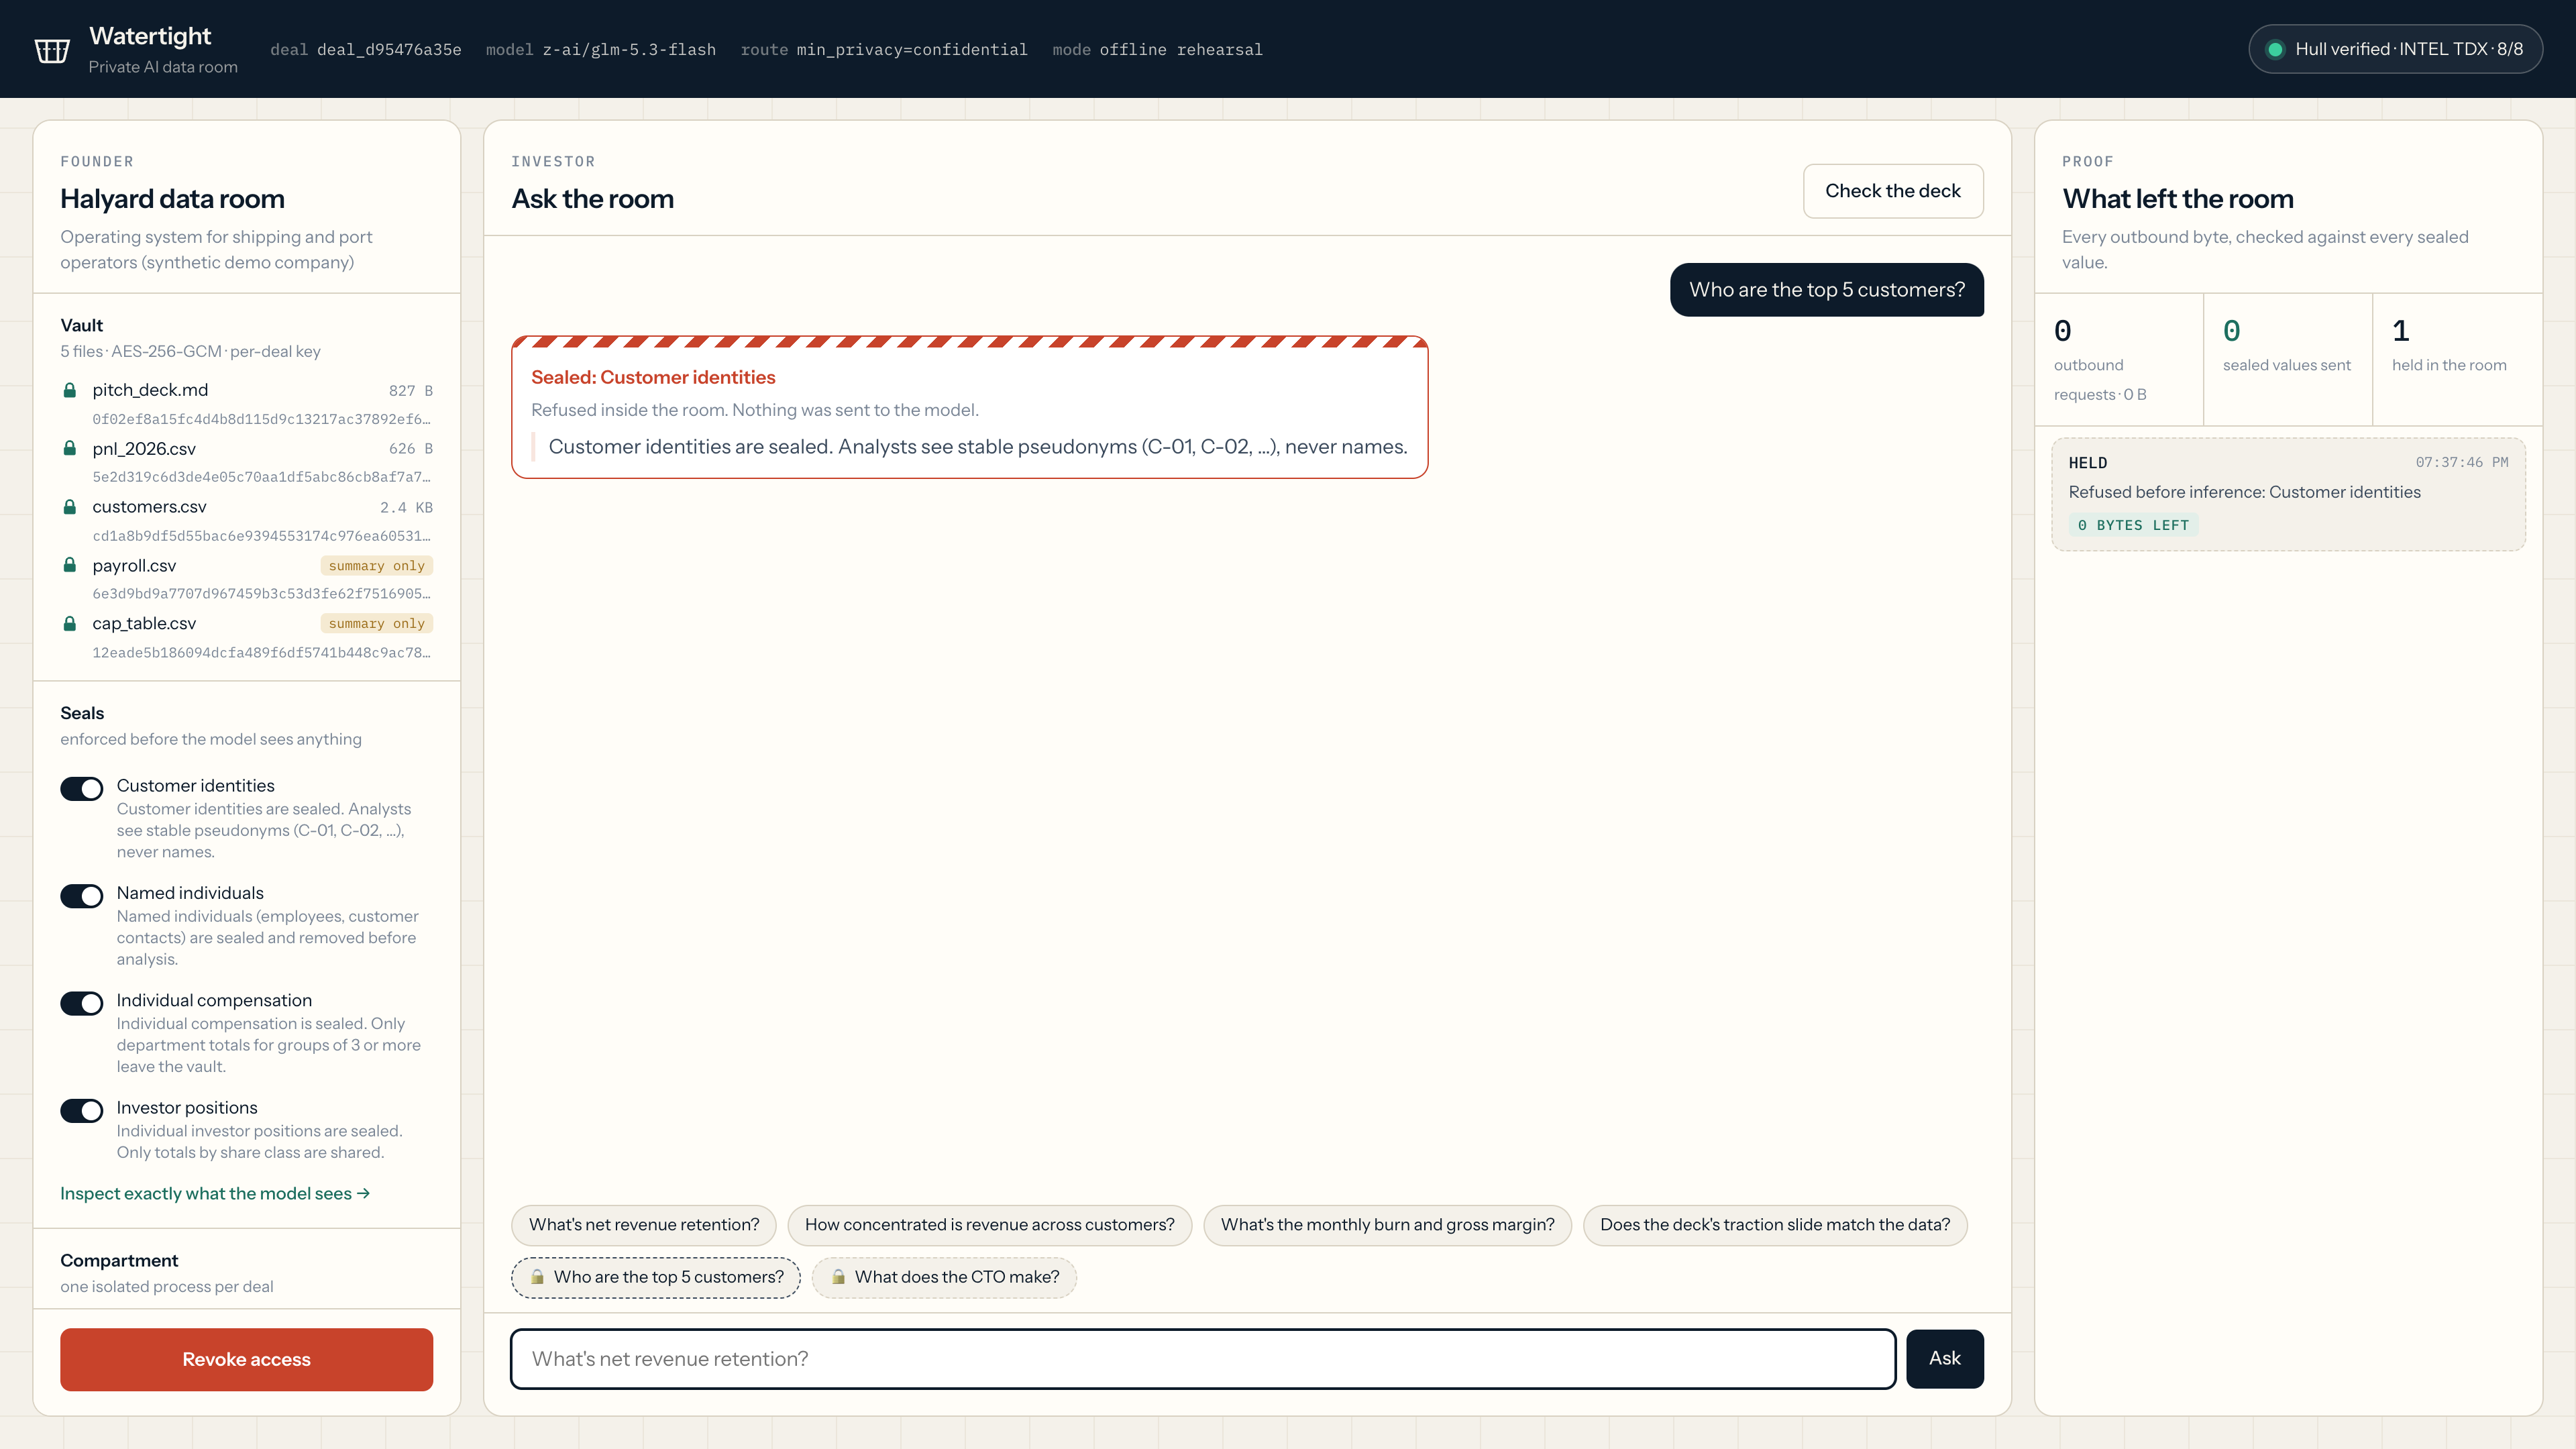 Watertight
Private AI data room
deal deal_d95476a35e model z-ai/glm-5.3-flash route min_privacy=confidential mode offline rehearsal
Hull verified · INTEL TDX · 8/8
FOUNDER
Halyard data room
Operating system for shipping and port
operators (synthetic demo company)
Vault
5 files · AES-256-GCM · per-deal key
pitch_deck.md 827 B
0f02ef8a15fc4d4b8d115d9c13217ac37892ef6…
pnl_2026.csv 626 B
5e2d319c6d3de4e05c70aa1df5abc86cb8af7a7…
customers.csv 2.4 KB
cd1a8b9df5d55bac6e9394553174c976ea60531…
payroll.csv summary only
6e3d9bd9a7707d967459b3c53d3fe62f7516905…
cap_table.csv summary only
12eade5b186094dcfa489f6df5741b448c9ac78…
Seals
enforced before the model sees anything
Customer identities
Customer identities are sealed. Analysts
see stable pseudonyms (C-01, C-02, …),
never names.
Named individuals
Named individuals (employees, customer
contacts) are sealed and removed before
analysis.
Individual compensation
Individual compensation is sealed. Only
department totals for groups of 3 or more
leave the vault.
Investor positions
Individual investor positions are sealed.
Only totals by share class are shared.
Inspect exactly what the model sees →
Compartment
one isolated process per deal
Revoke access
INVESTOR
Ask the room
Check the deck
Who are the top 5 customers?
Sealed: Customer identities
Refused inside the room. Nothing was sent to the model.
Customer identities are sealed. Analysts see stable pseudonyms (C-01, C-02, …), never names.
What's net revenue retention?
How concentrated is revenue across customers?
What's the monthly burn and gross margin?
Does the deck's traction slide match the data?
🔒 Who are the top 5 customers?
🔒 What does the CTO make?
What's net revenue retention?
Ask
PROOF
What left the room
Every outbound byte, checked against every sealed
value.
0
outbound
requests · 0 B
0
sealed values sent
1
held in the room
HELD 07:37:46 PM
Refused before inference: Customer identities
0 BYTES LEFT